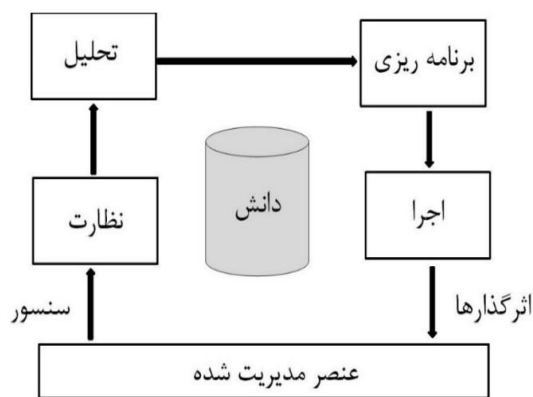 تحلیل
برنامه ریزی
نظارت
دانش
اجرا
سنسور
اثرگذارها
عنصر مدیریت شده